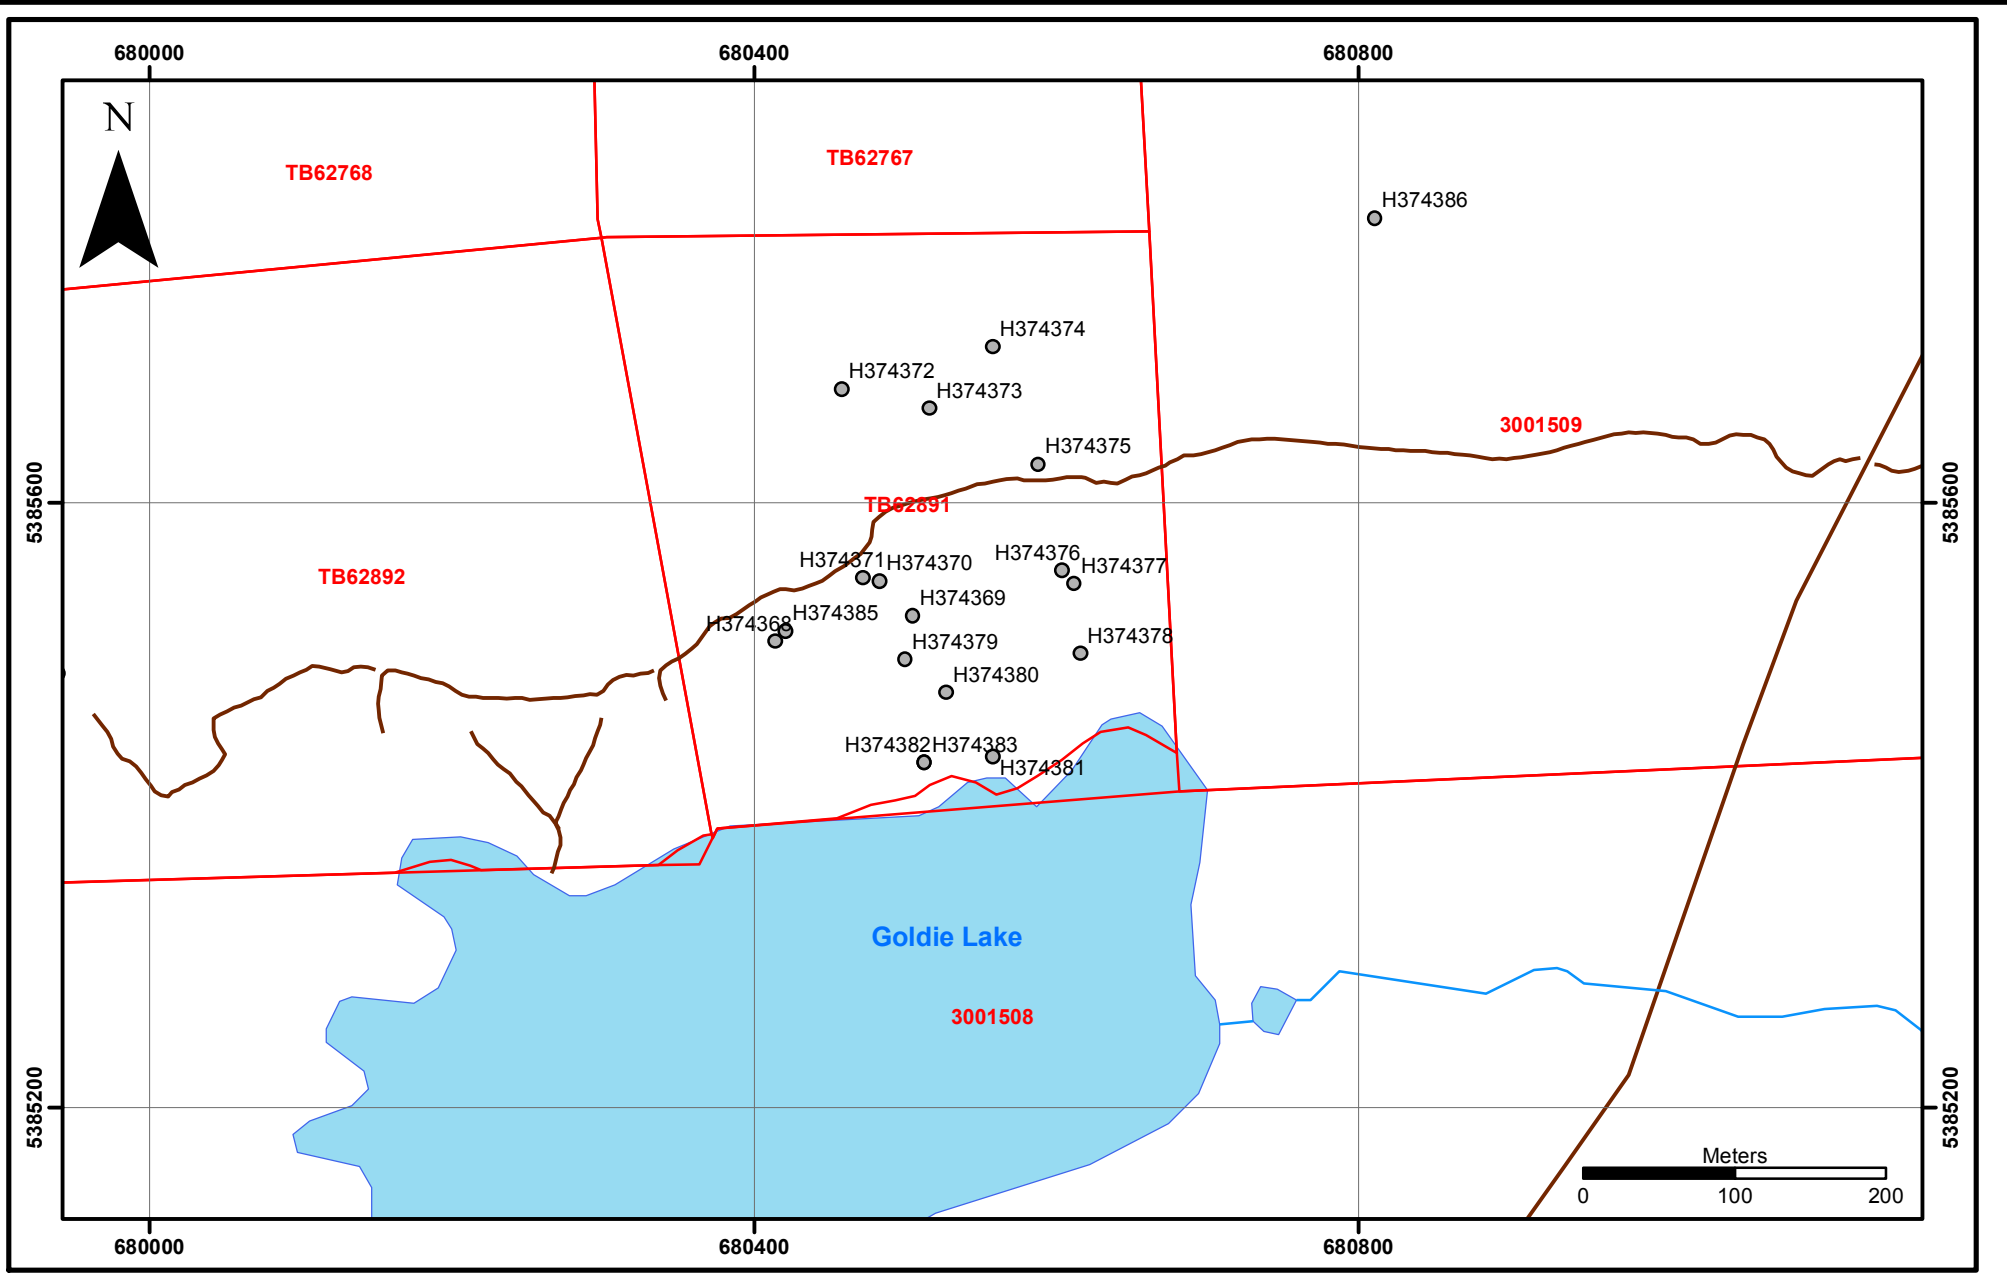 680000 680400 680800
N
TB62767
TB62768
H374386
H374374
H374372
H374373
3001509
H374375
5385600 5385600
TB62891
H374376
H374371
H374370
H374377
TB62892
H374369
H374385
H374368
H374378
H374379
H374380
H374382
H374383
H374381
Goldie Lake
3001508
5385200 5385200
Meters
0 100 200
680000 680400 680800